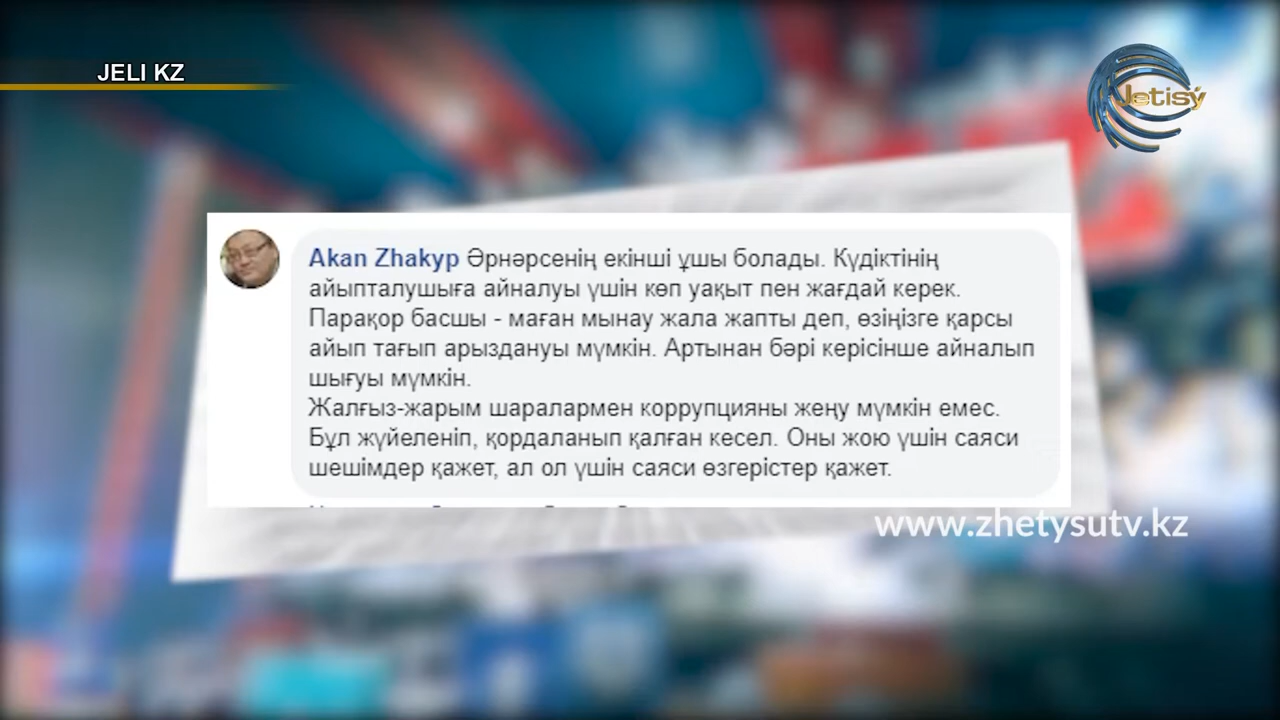 JELI KZ
Jetisý
Akan Zhakyp Әрнәрсенің екінші ұшы болады. Күдіктінің
айыпталушыға айналуы үшін көп уақыт пен жағдай керек.
Парақор басшы - маған мынау жала жапты деп, өзіңізге қарсы
айып тағып арыздануы мүмкін. Артынан бәрі керісінше айналып
шығуы мүмкін.
Жалғыз-жарым шаралармен коррупцияны жеңу мүмкін емес.
Бұл жүйеленіп, қордаланып қалған кесел. Оны жою үшін саяси
шешімдер қажет, ал ол үшін саяси өзгерістер қажет.
www.zhetysutv.kz